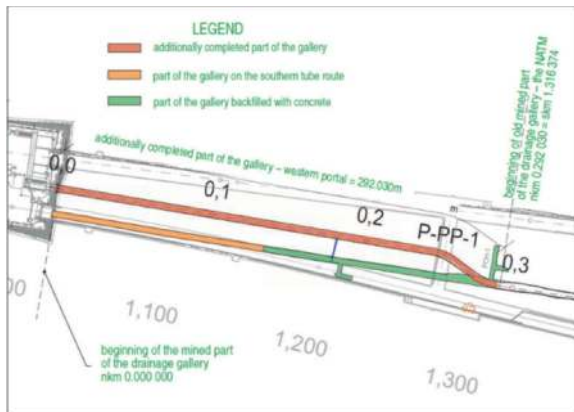 LEGEND
additionally completed part of the gallery
part of the gallery on the southern tube route
part of the gallery backfilled with concrete
beginning of old mined part
of the drainage gallery – the NATM
nkm 0.292 030 = skm 1.316 374
additionally completed part of the gallery – western portal = 292.030m
0,0
0,1
0,2
P-PP-1
0,3
m
00
1,100
1,200
1,300
beginning of the mined part
of the drainage gallery
nkm 0.000 000